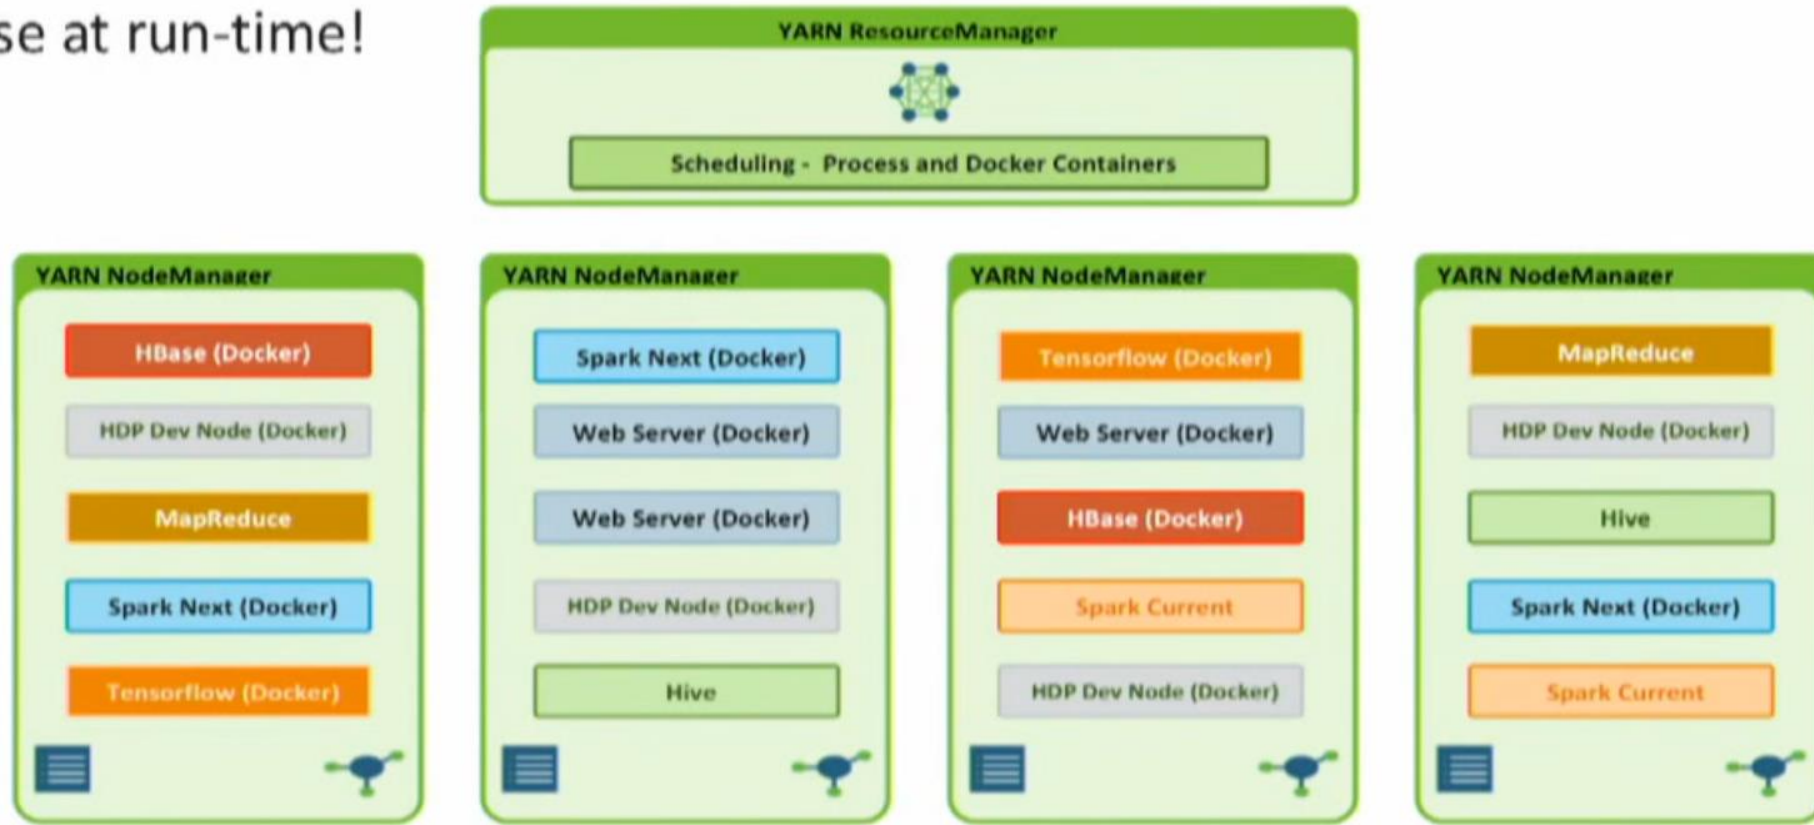 se at run-time!
YARN ResourceManager
Scheduling - Process and Docker Containers
YARN NodeManager
HBase (Docker)
HDP Dev Node (Docker)
MapReduce
Spark Next (Docker)
Tensorflow (Docker)
YARN NodeManager
Spark Next (Docker)
Web Server (Docker)
Web Server (Docker)
HDP Dev Node (Docker)
Hive
YARN NodeManager
Tensorflow (Docker)
Web Server (Docker)
HBase (Docker)
Spark Current
HDP Dev Node (Docker)
YARN NodeManager
MapReduce
HDP Dev Node (Docker)
Hive
Spark Next (Docker)
Spark Current